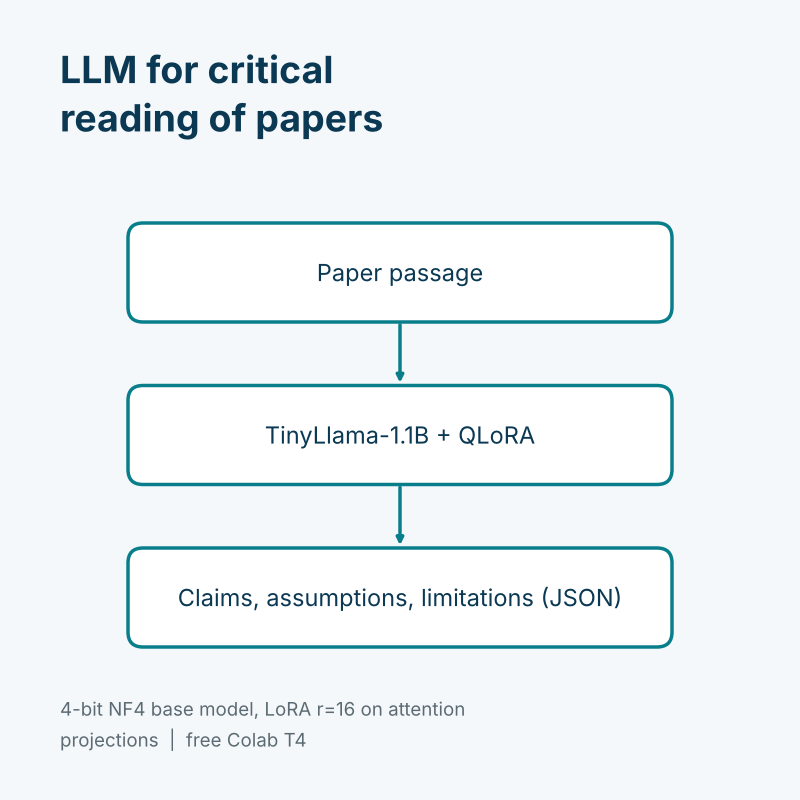 LLM for critical
reading of papers
Paper passage
TinyLlama-1.1B + QLoRA
Claims, assumptions, limitations (JSON)
4-bit NF4 base model, LoRA r=16 on attention
projections | free Colab T4